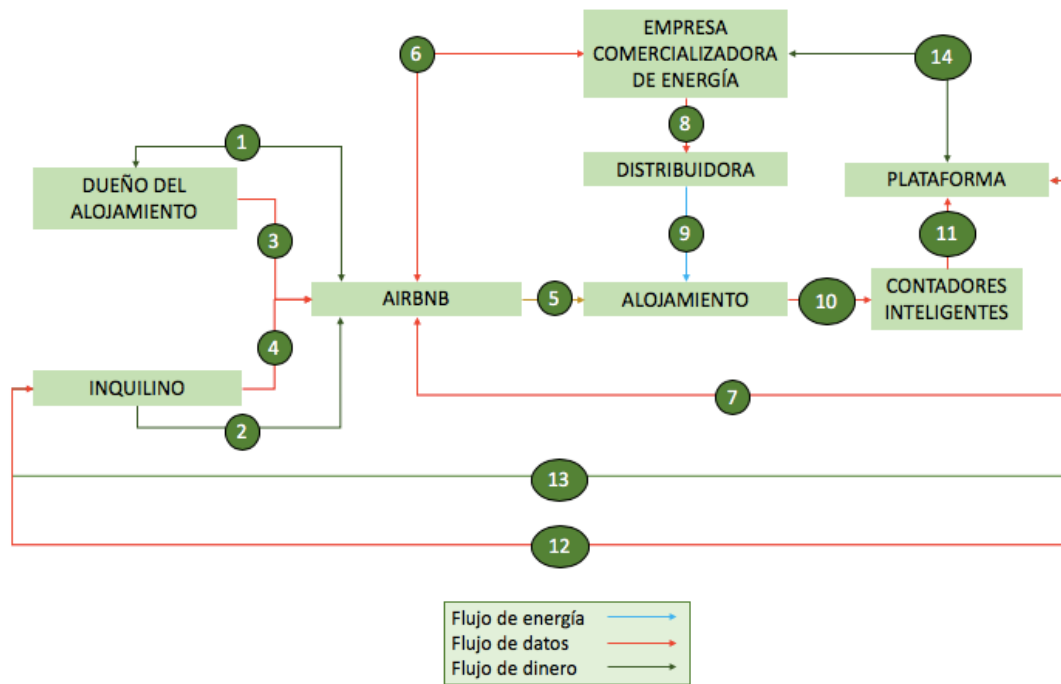 EMPRESA
COMERCIALIZADORA
DE ENERGÍA
6
14
1
8
DUEÑO DEL
ALOJAMIENTO
DISTRIBUIDORA
PLATAFORMA
3
9
11
AIRBNB
5
ALOJAMIENTO
10
CONTADORES
INTELIGENTES
4
INQUILINO
7
2
13
12
Flujo de energía
Flujo de datos
Flujo de dinero